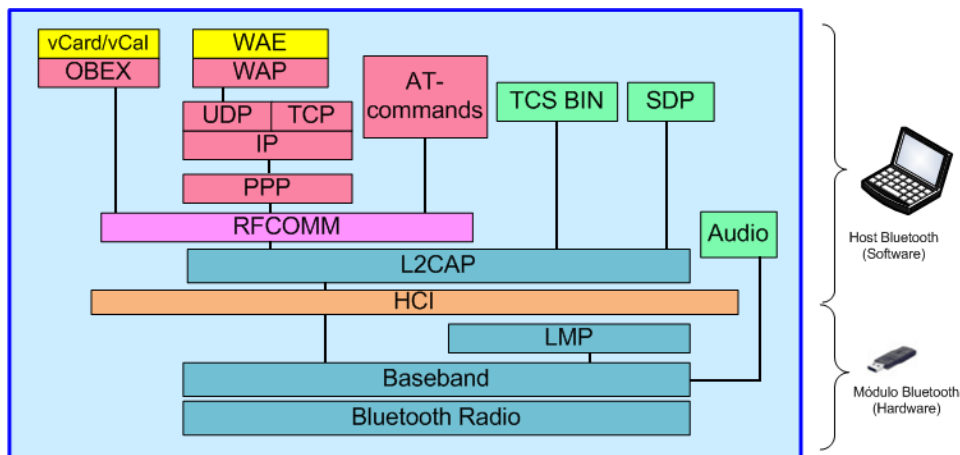 vCard/vCal
OBEX
WAE
WAP
UDP
TCP
IP
PPP
AT-
commands
TCS BIN
SDP
RFCOMM
Audio
L2CAP
HCI
LMP
Baseband
Bluetooth Radio
Host Bluetooth
(Software)
Módulo Bluetooth
(Hardware)